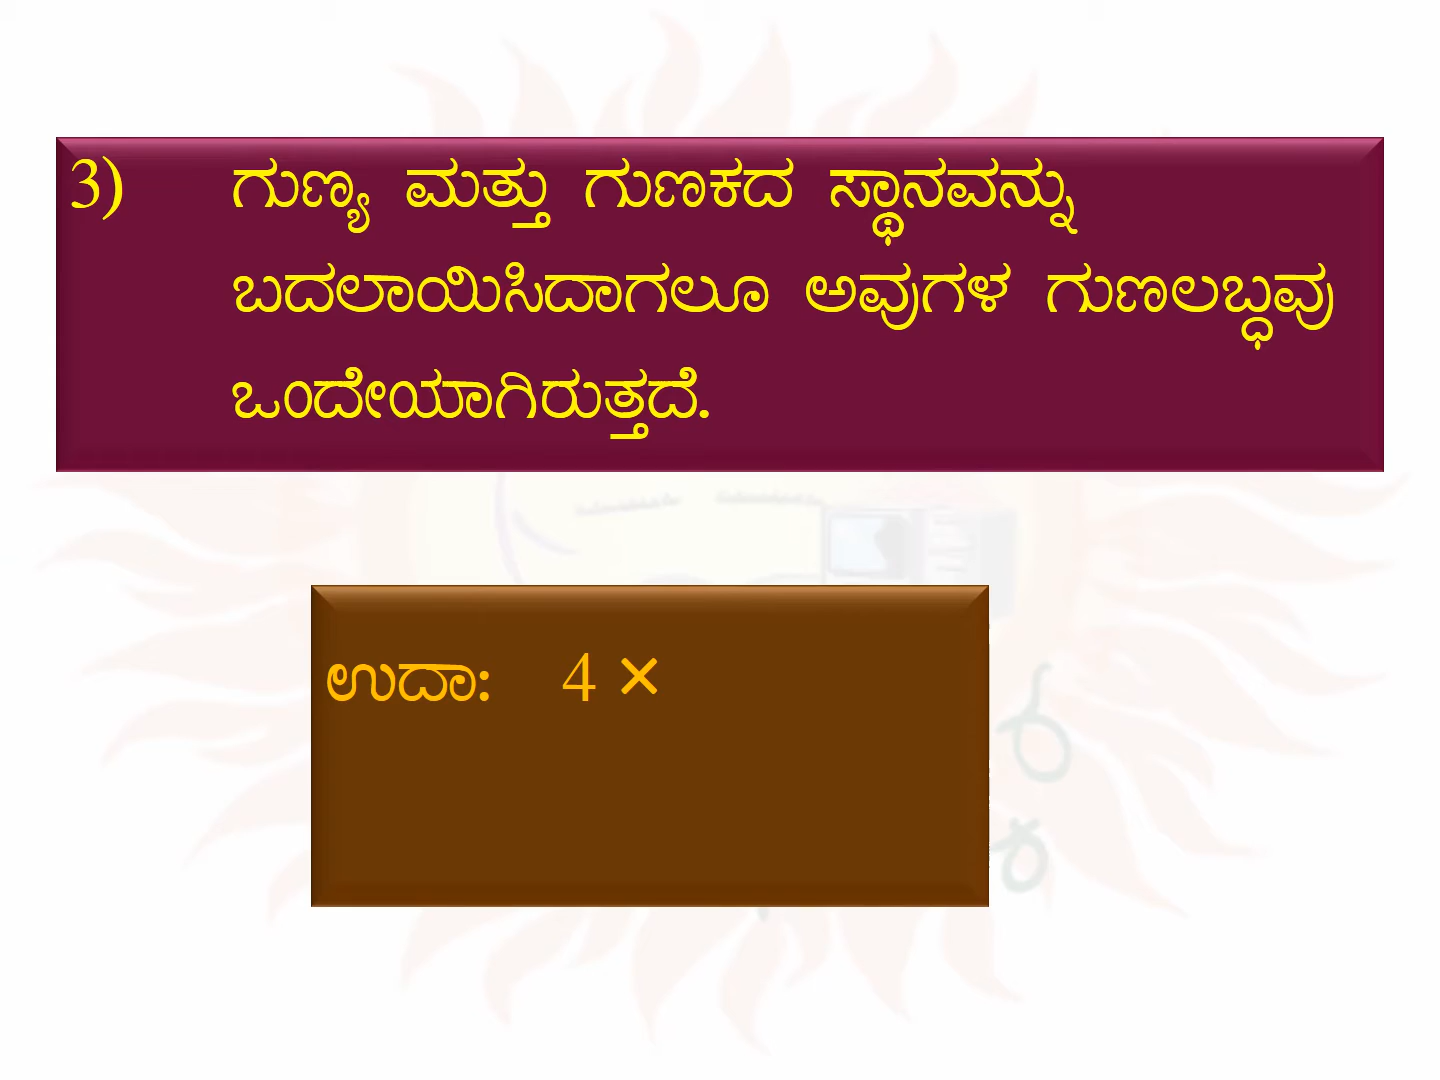 3) ಗುಣ್ಯ ಮತ್ತು ಗುಣಕದ ಸ್ಥಾನವನ್ನು
ಬದಲಾಯಿಸಿದಾಗಲೂ ಅವುಗಳ ಗುಣಲಬ್ಧವು
ಒಂದೇಯಾಗಿರುತ್ತದೆ.
ಉದಾ: 4 ×